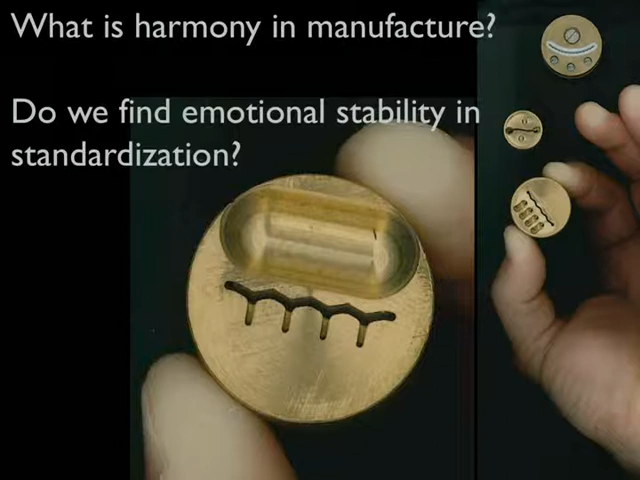 What is harmony in manufacture?
Do we find emotional stability in
standardization?